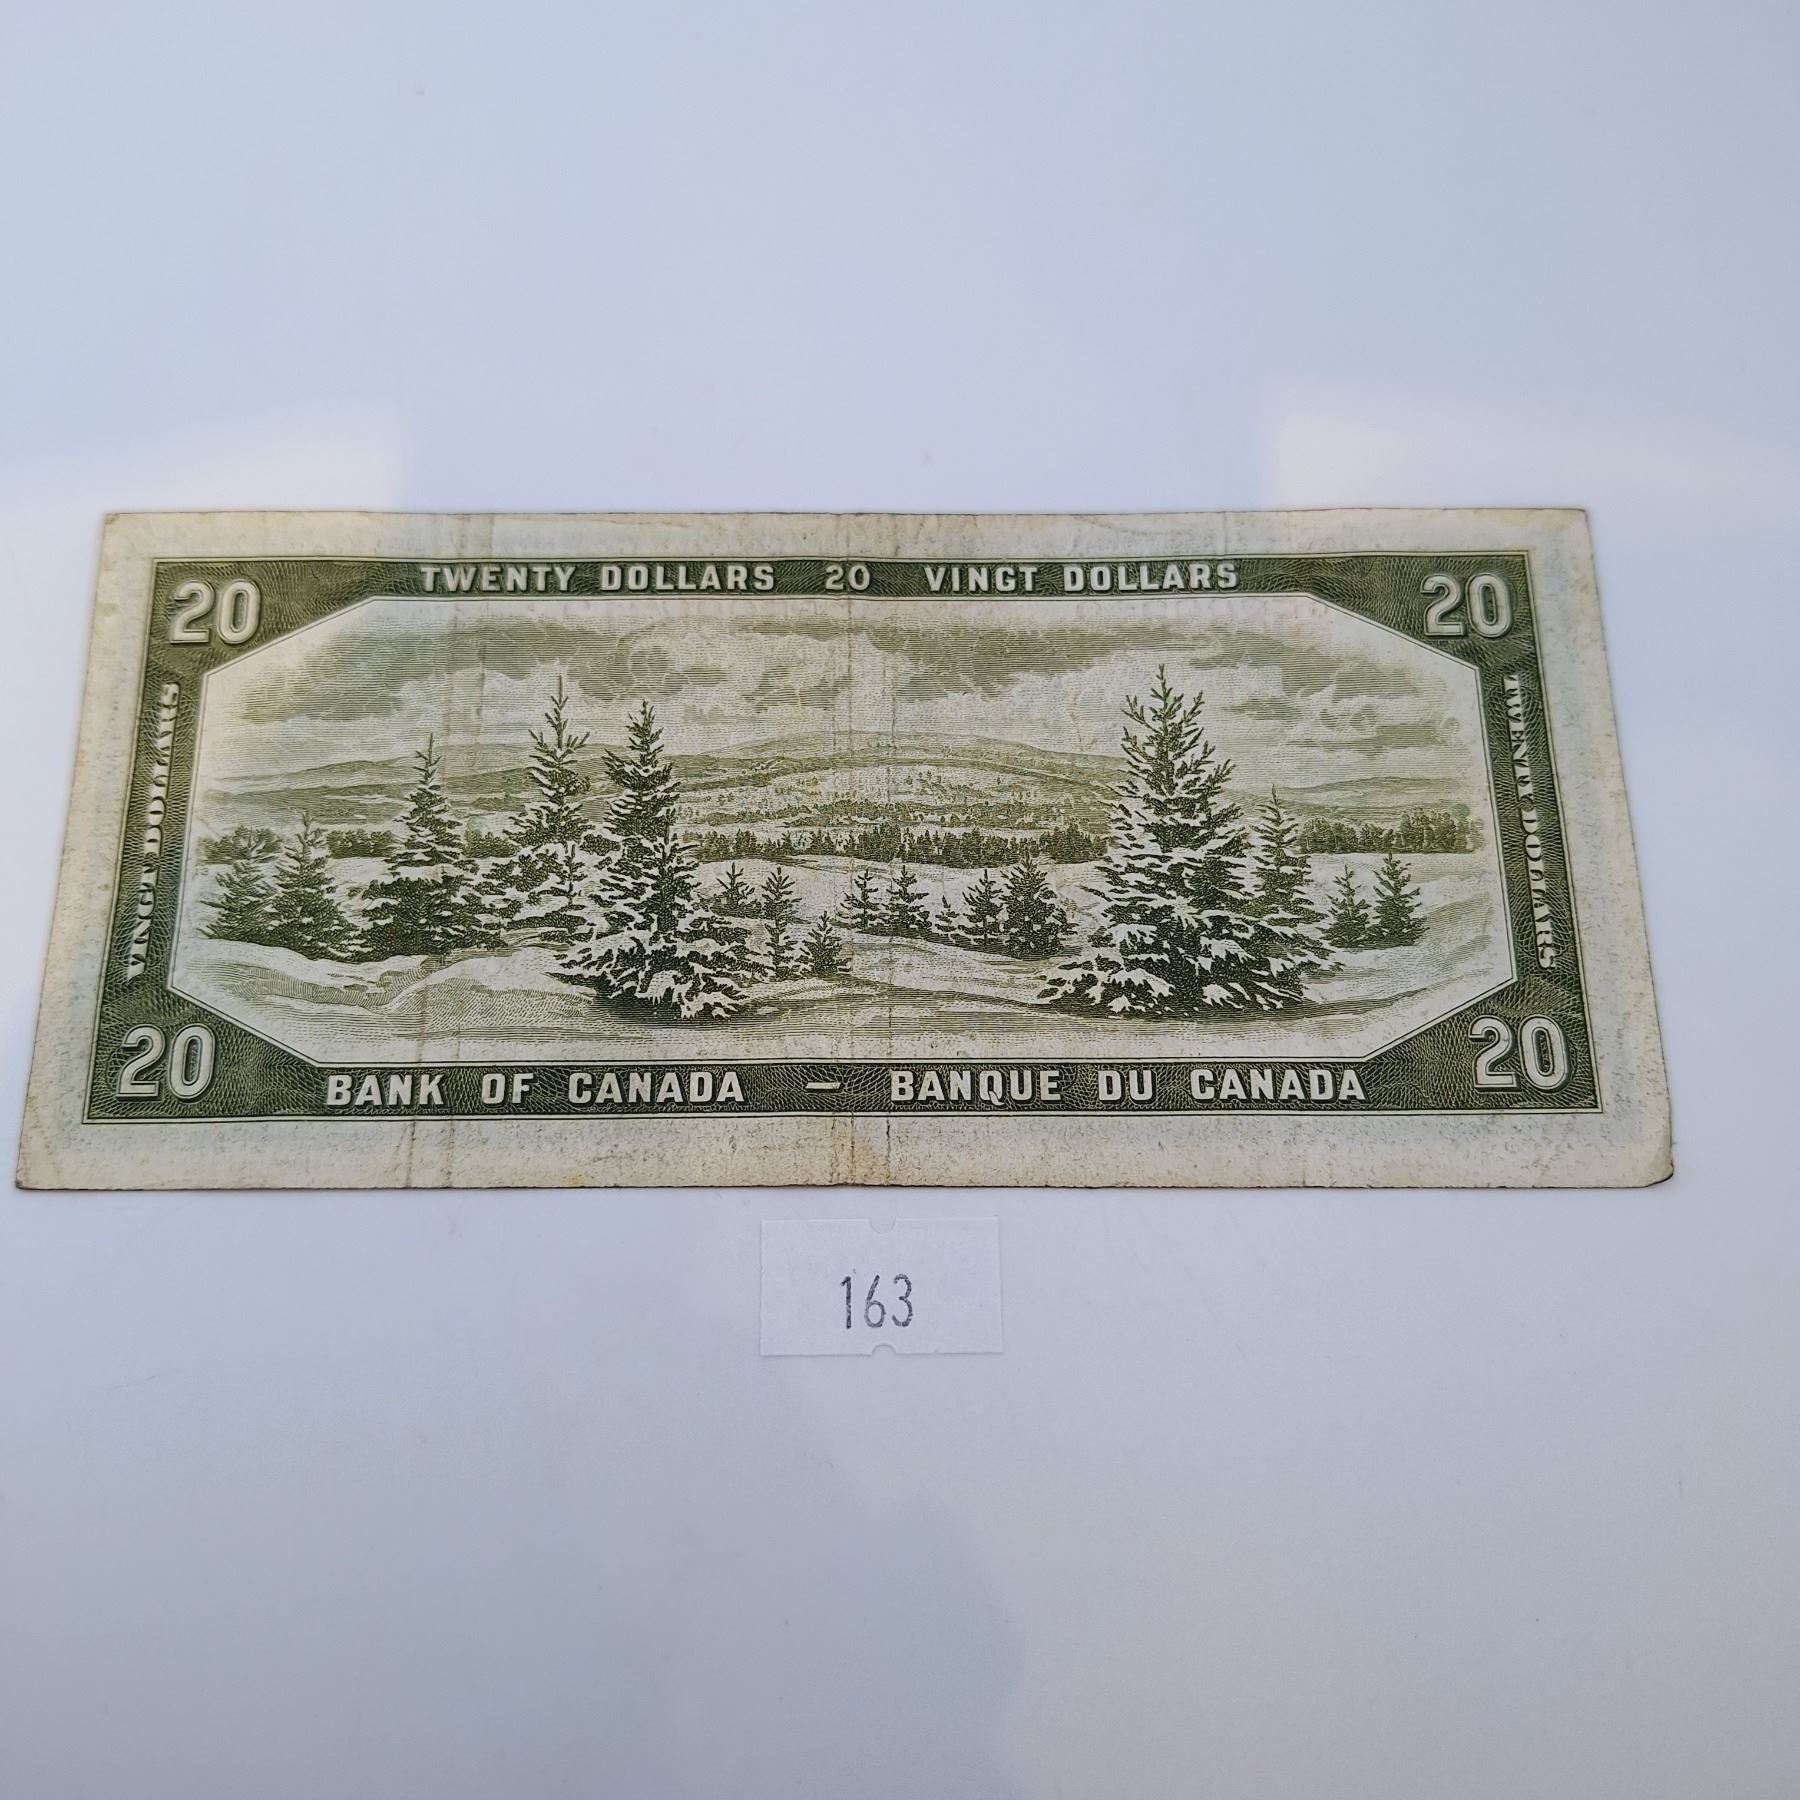 20 TWENTY DOLLARS 20 VINGT DOLLARS 20
VINGT DOLLARS
TWENTY DOLLARS
20 BANK OF CANADA — BANQUE DU CANADA 20
163